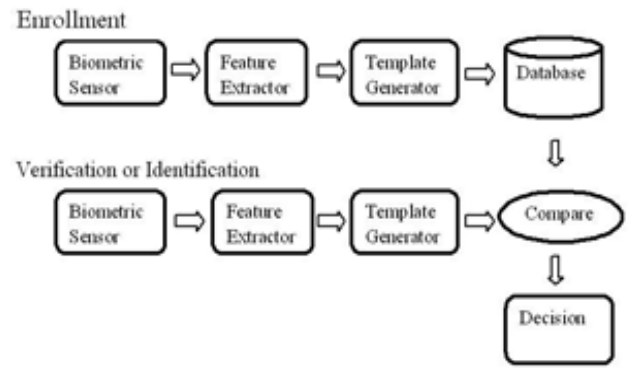 Enrollment
Biometric
Sensor
Feature
Extractor
Template
Generator
Database
Verification or Identification
Biometric
Sensor
Feature
Extractor
Template
Generator
Compare
Decision